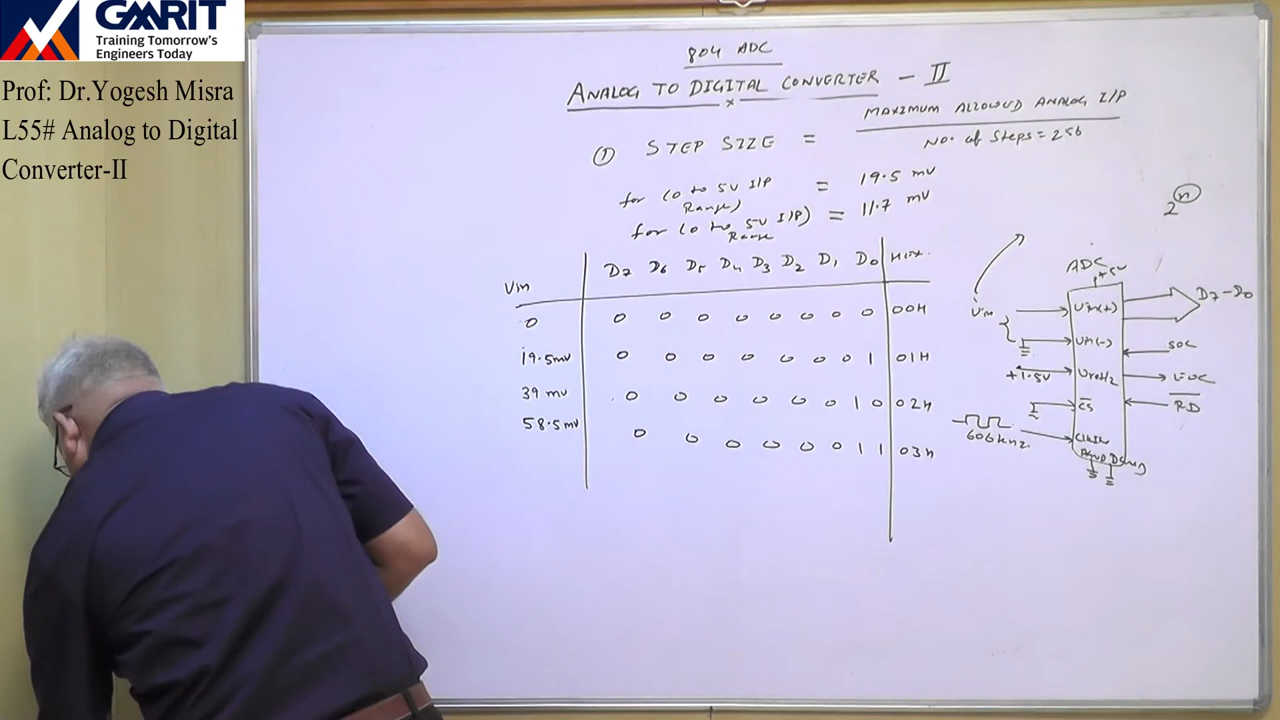 GMRIT
Training Tomorrow's
Engineers Today
Prof: Dr.Yogesh Misra
L55# Analog to Digital
Converter-II
804 ADC
ANALOG TO DIGITAL CONVERTER - II
① STEP SIZE = MAXIMUM ALLOWED ANALOG I/P
No. of Steps = 256
for (0 to 5V I/P Range) = 19.5 mv
for (0 to 5V I/P) Range = 11.7 mv
2^n
Vin D7 D6 D5 D4 D3 D2 D1 D0 Hex.
0 0 0 0 0 0 0 0 0 00H
19.5mv 0 0 0 0 0 0 0 1 01H
39 mv 0 0 0 0 0 0 1 0 02H
58.5mv 0 0 0 0 0 0 1 1 03H
ADC
+5V
Vin Vin(+) D7-D0
Vin(-) SOC
+1.5V Vref/2 EOC
CS RD
606kHz. CLKIN
AGND DGND